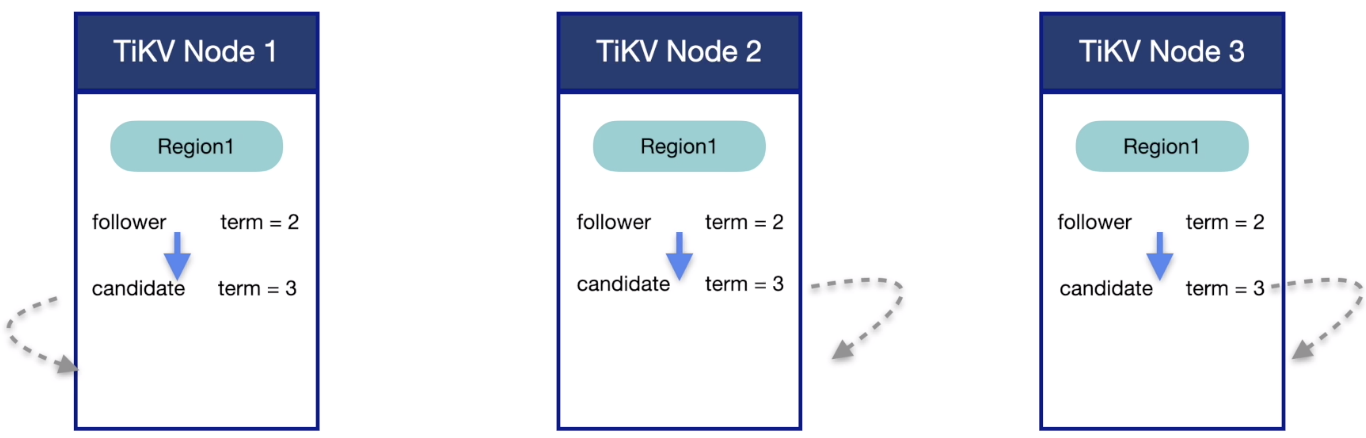 TiKV Node 1
Region1
follower term = 2
candidate term = 3
TiKV Node 2
Region1
follower term = 2
candidate term = 3
TiKV Node 3
Region1
follower term = 2
candidate term = 3